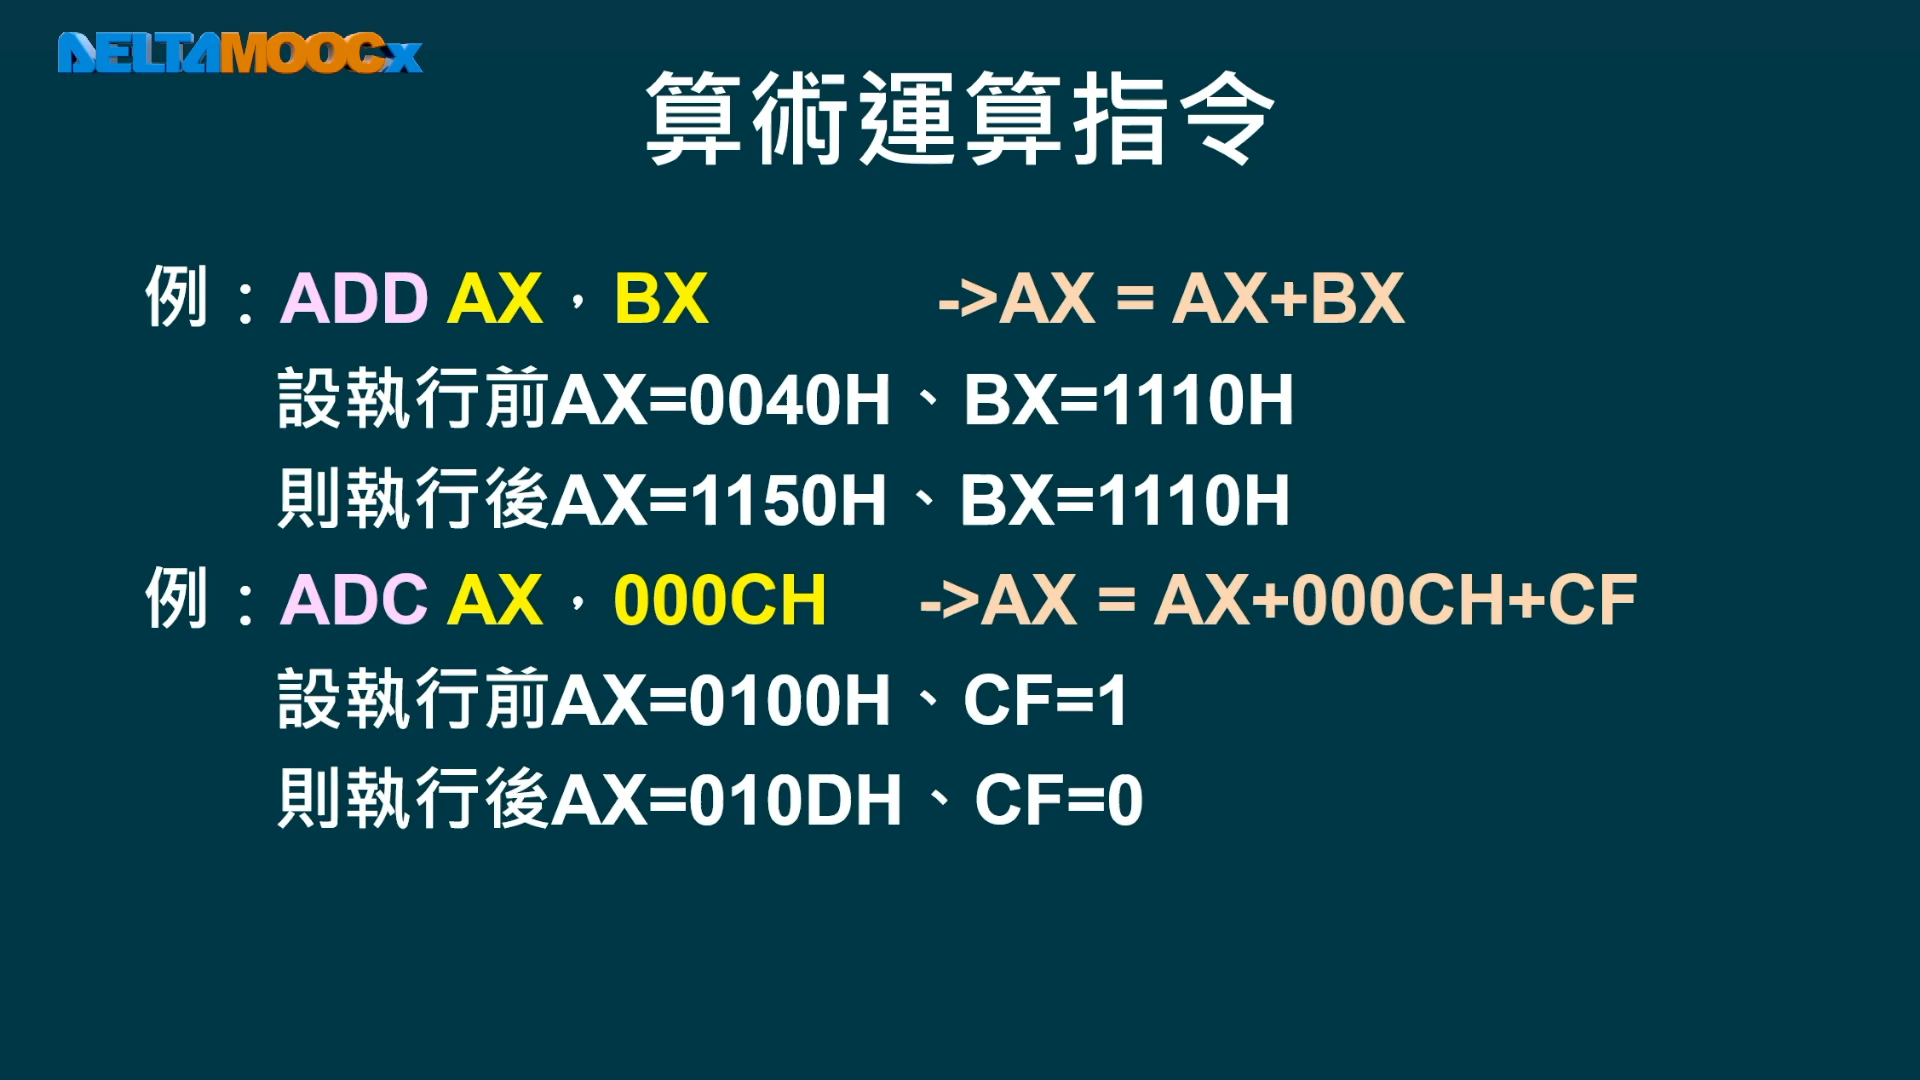 DELTAMOOCx
算術運算指令
例：ADD AX，BX ->AX = AX+BX
設執行前AX=0040H、BX=1110H
則執行後AX=1150H、BX=1110H
例：ADC AX，000CH ->AX = AX+000CH+CF
設執行前AX=0100H、CF=1
則執行後AX=010DH、CF=0